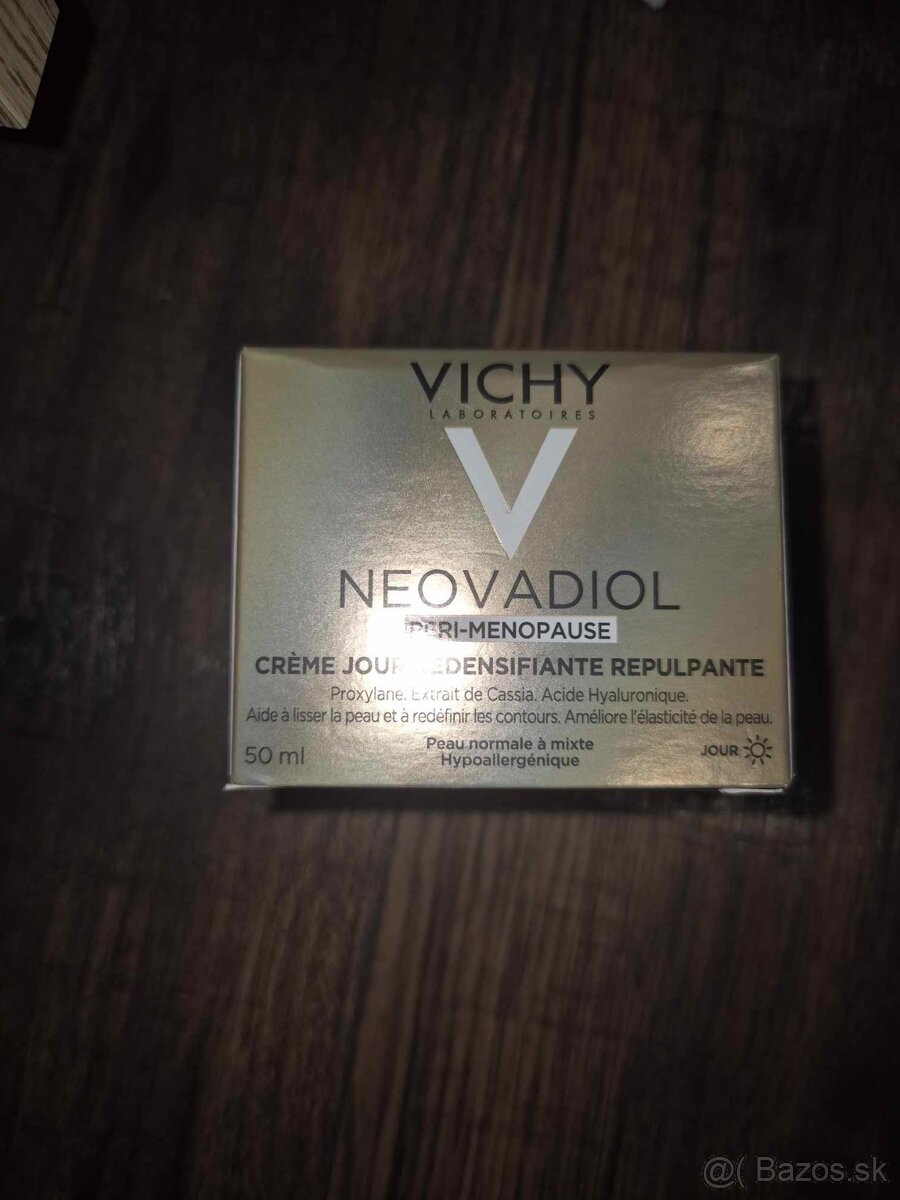 VICHY
LABORATOIRES
V
NEOVADIOL
PERI-MENOPAUSE
CRÈME JOUR REDENSIFIANTE REPULPANTE
Proxylane. Extrait de Cassia. Acide Hyaluronique.
Aide à lisser la peau et à redéfinir les contours. Améliore l'élasticité de la peau.
50 ml
Peau normale à mixte
Hypoallergénique
JOUR
@( Bazos.sk